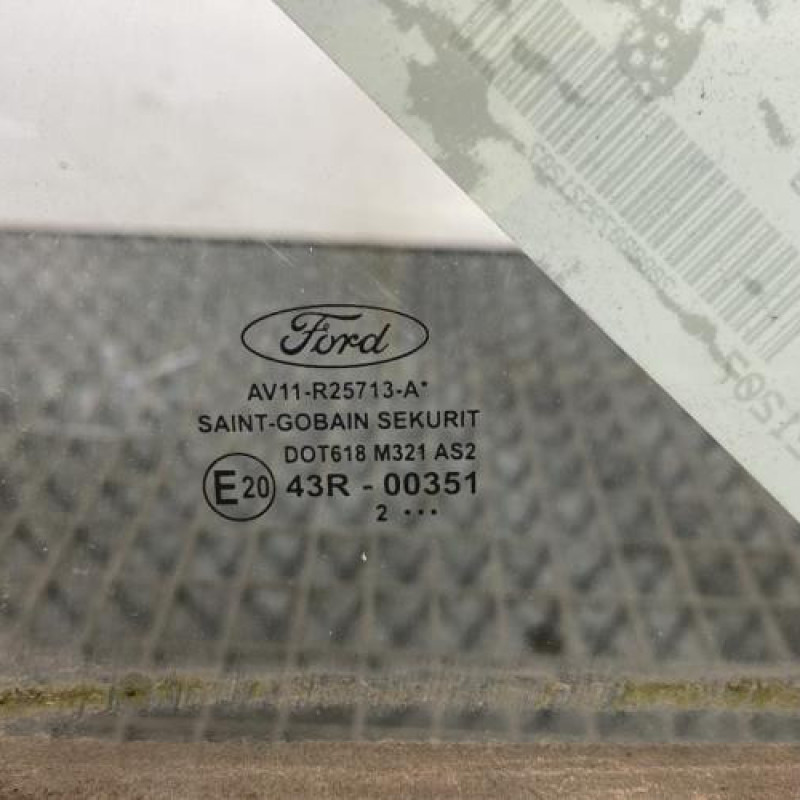 Ford
AV11-R25713-A*
SAINT-GOBAIN SEKURIT
DOT618 M321 AS2
E20 43R - 00351
2 •••